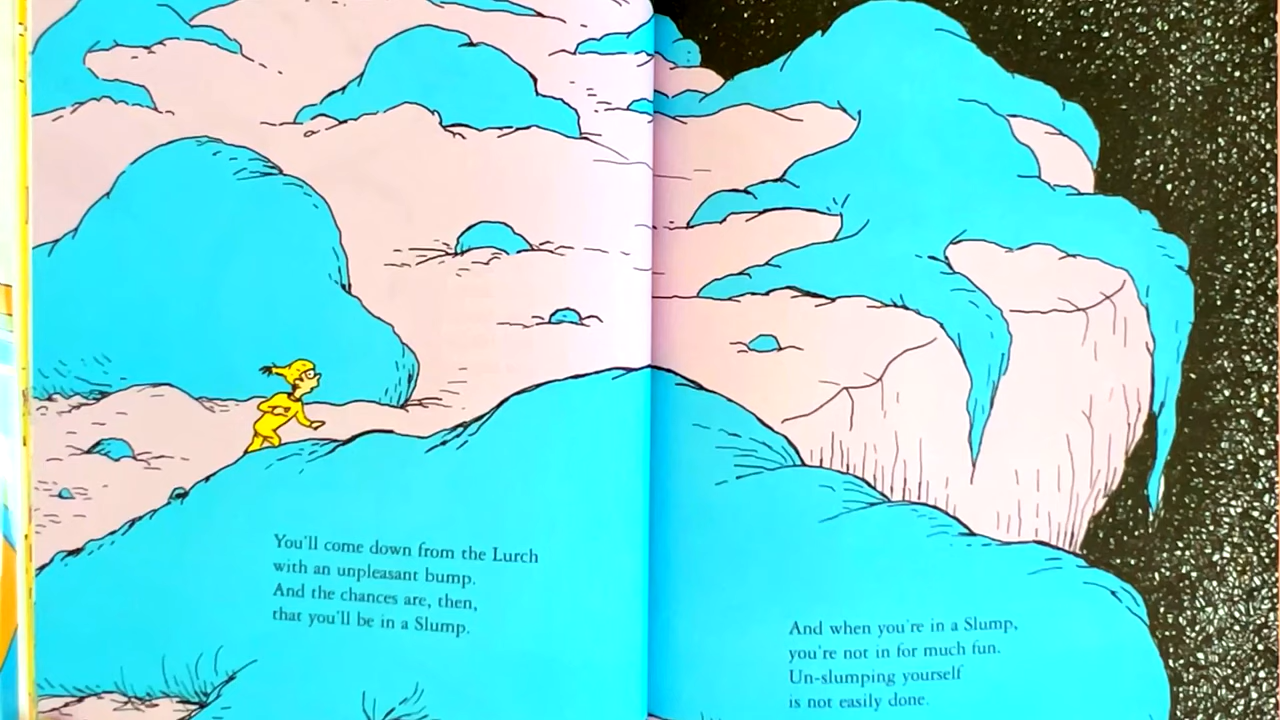 You'll come down from the Lurch
with an unpleasant bump.
And the chances are, then,
that you'll be in a Slump.
And when you're in a Slump,
you're not in for much fun.
Un-slumping yourself
is not easily done.